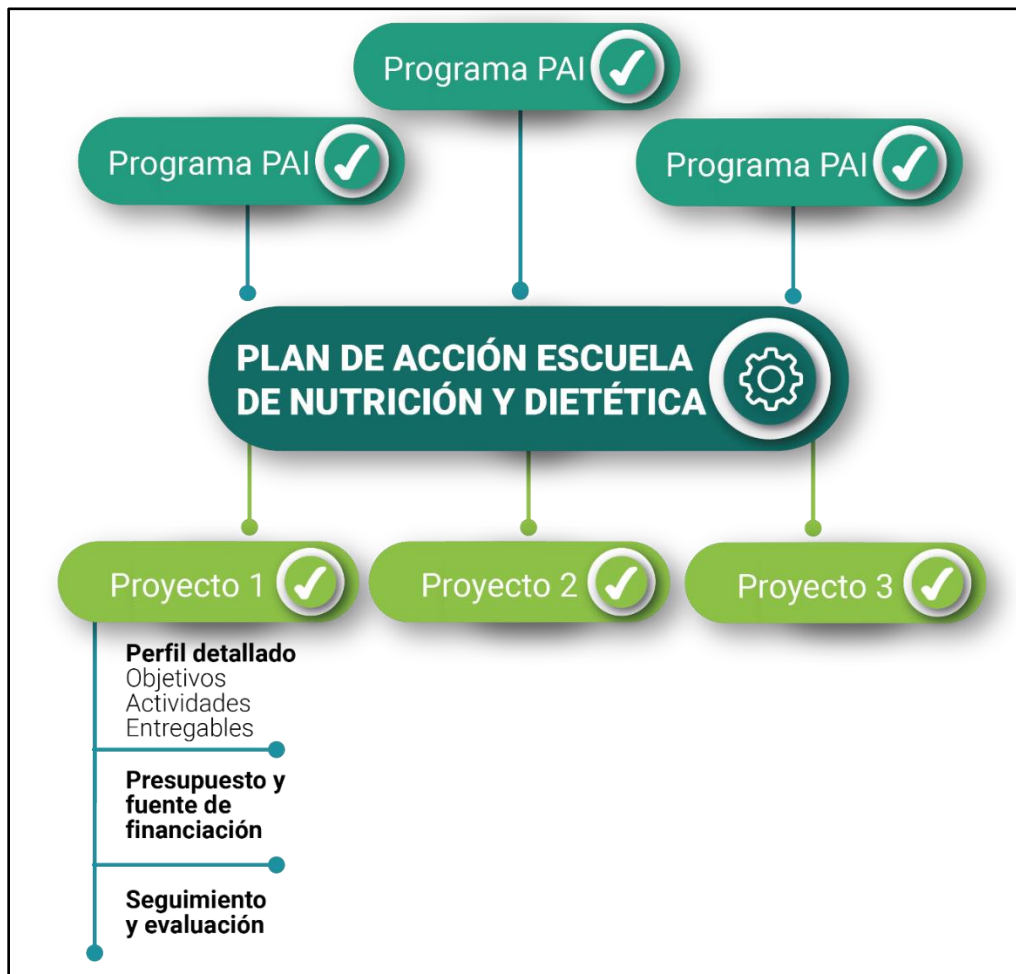 Programa PAI
Programa PAI
Programa PAI
PLAN DE ACCIÓN ESCUELA
DE NUTRICIÓN Y DIETÉTICA
Proyecto 1
Proyecto 2
Proyecto 3
Perfil detallado
Objetivos
Actividades
Entregables
Presupuesto y
fuente de
financiación
Seguimiento
y evaluación